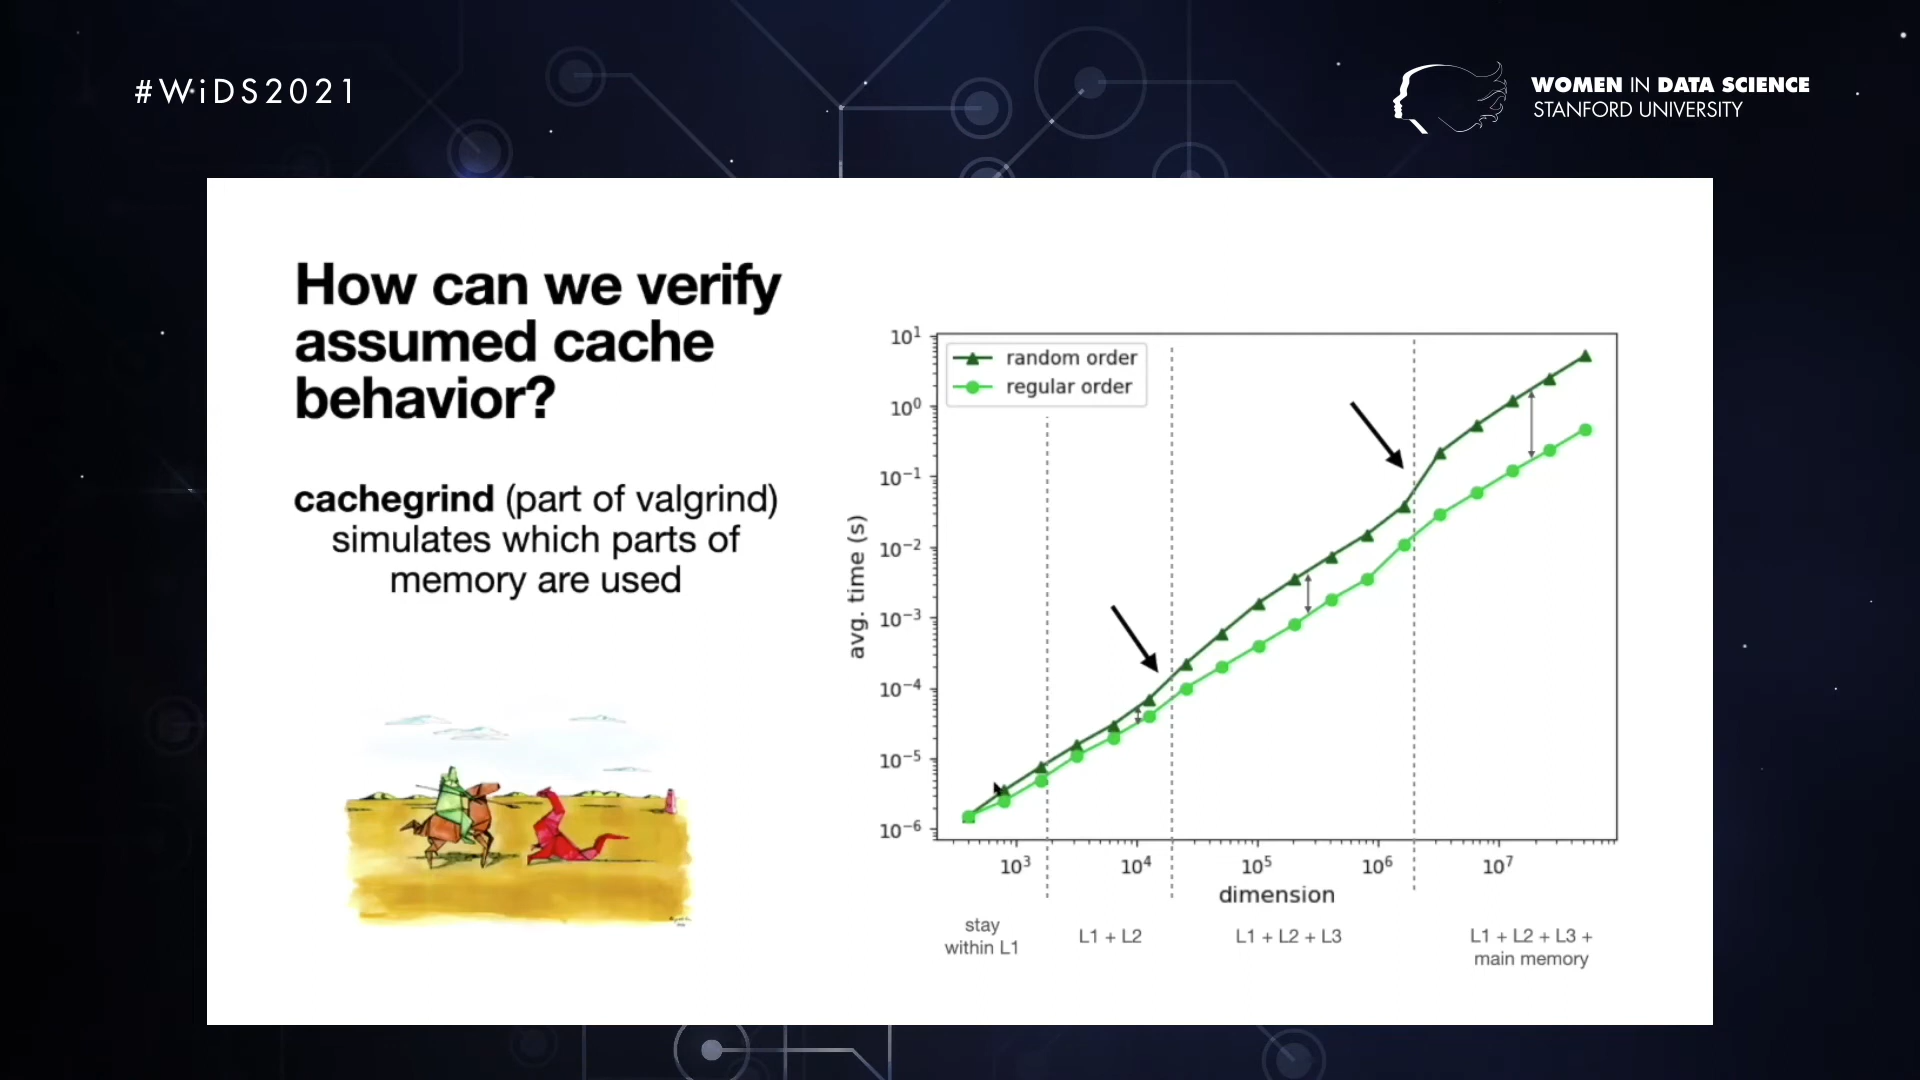 #WiDS2021
WOMEN IN DATA SCIENCE
STANFORD UNIVERSITY
How can we verify
assumed cache
behavior?
cachegrind (part of valgrind)
simulates which parts of
memory are used
random order
regular order
10¹
10⁰
10⁻¹
10⁻²
10⁻³
10⁻⁴
10⁻⁵
10⁻⁶
avg. time (s)
10³
10⁴
10⁵
10⁶
10⁷
dimension
stay
within L1
L1 + L2
L1 + L2 + L3
L1 + L2 + L3 +
main memory